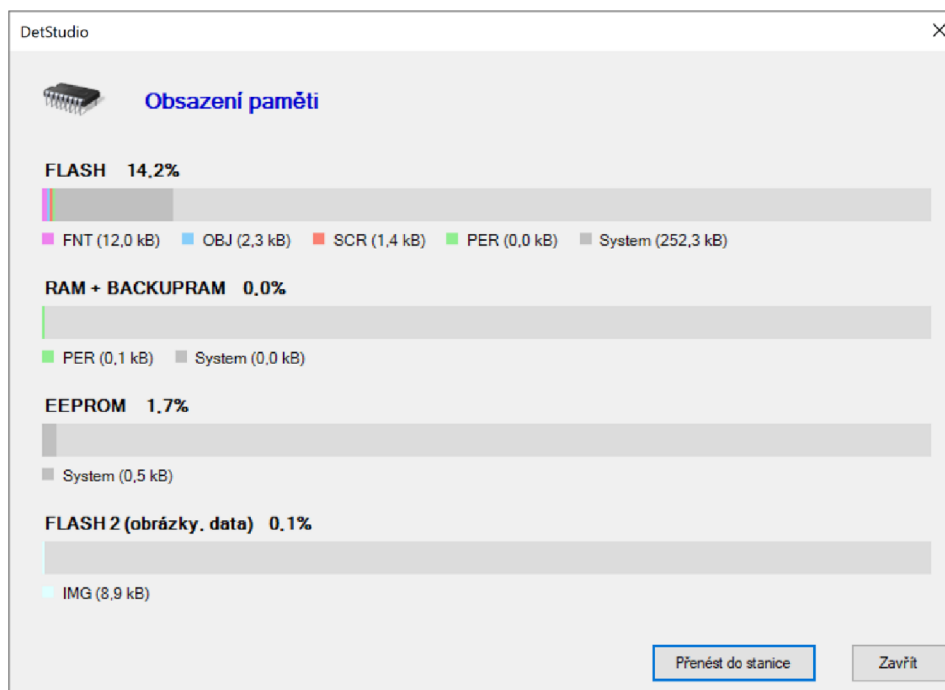 DetStudio
Obsazení paměti
FLASH 14.2%
FNT (12,0 kB) OBJ (2,3 kB) SCR (1,4 kB) PER (0,0 kB) System (252,3 kB)
RAM + BACKUPRAM 0.0%
PER (0,1 kB) System (0,0 kB)
EEPROM 1.7%
System (0,5 kB)
FLASH 2 (obrázky, data) 0.1%
IMG (8,9 kB)
Přenést do stanice Zavřít